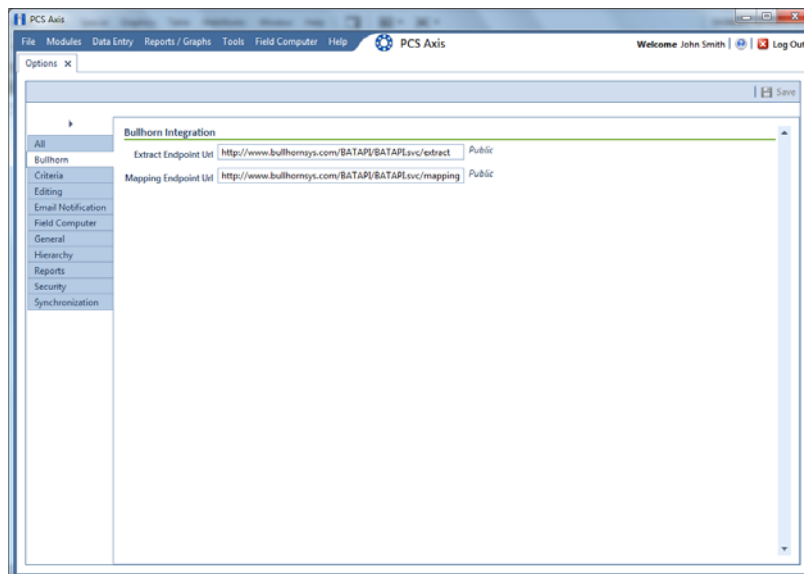 PCS Axis
File Modules Data Entry Reports / Graphs Tools Field Computer Help PCS Axis Welcome John Smith | | Log Out
Options X
| Save
All
Bullhorn
Criteria
Editing
Email Notification
Field Computer
General
Hierarchy
Reports
Security
Synchronization
Bullhorn Integration
Extract Endpoint Url http://www.bullhornsys.com/BATAPI/BATAPI.svc/extract Public
Mapping Endpoint Url http://www.bullhornsys.com/BATAPI/BATAPI.svc/mapping Public